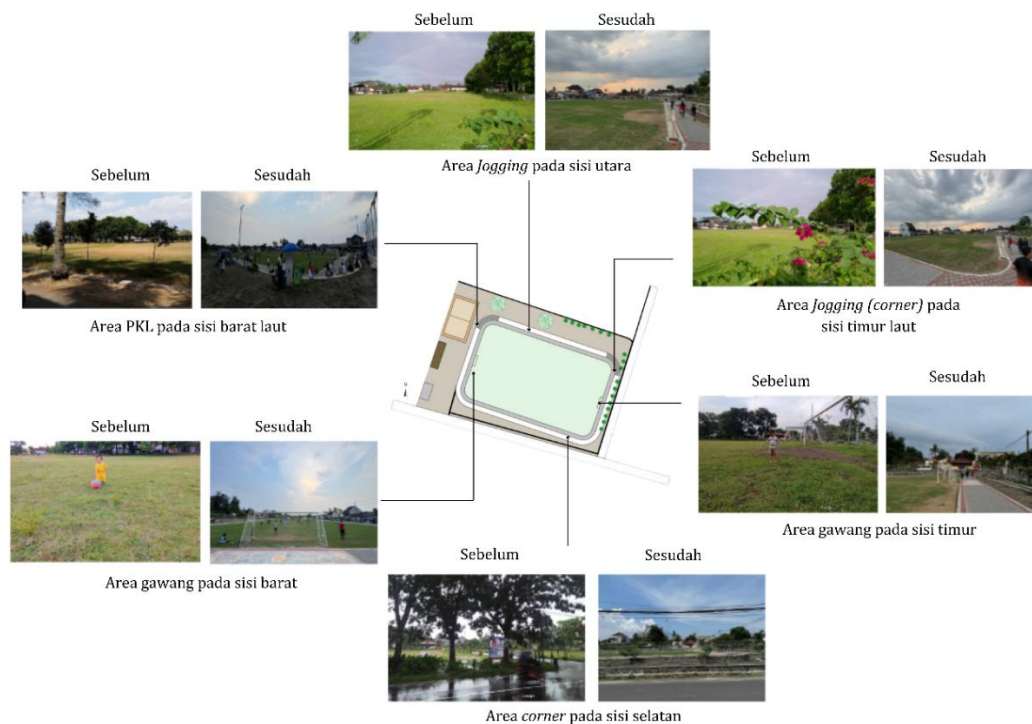 Sebelum Sesudah
Area Jogging pada sisi utara
Sebelum Sesudah
Area PKL pada sisi barat laut
Sebelum Sesudah
Area Jogging (corner) pada
sisi timur laut
Sebelum Sesudah
Area gawang pada sisi timur
Sebelum Sesudah
Area gawang pada sisi barat
Sebelum Sesudah
Area corner pada sisi selatan